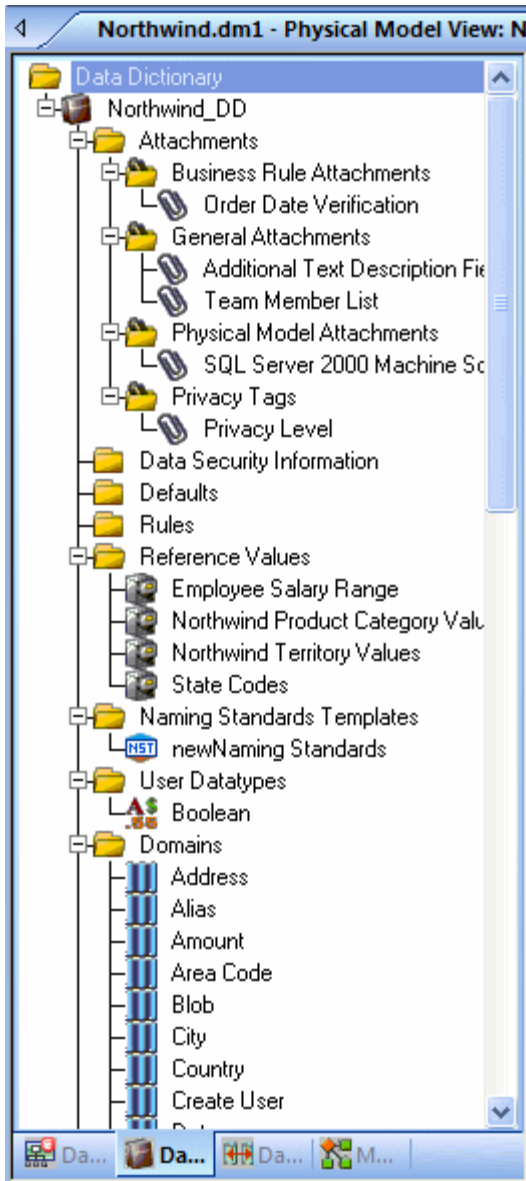 Northwind.dm1 - Physical Model View: N
Data Dictionary
Northwind_DD
Attachments
Business Rule Attachments
Order Date Verification
General Attachments
Additional Text Description Fie
Team Member List
Physical Model Attachments
SQL Server 2000 Machine Sc
Privacy Tags
Privacy Level
Data Security Information
Defaults
Rules
Reference Values
Employee Salary Range
Northwind Product Category Valu
Northwind Territory Values
State Codes
Naming Standards Templates
NST newNaming Standards
User Datatypes
Boolean
Domains
Address
Alias
Amount
Area Code
Blob
City
Country
Create User
Da... Da... Da... M...